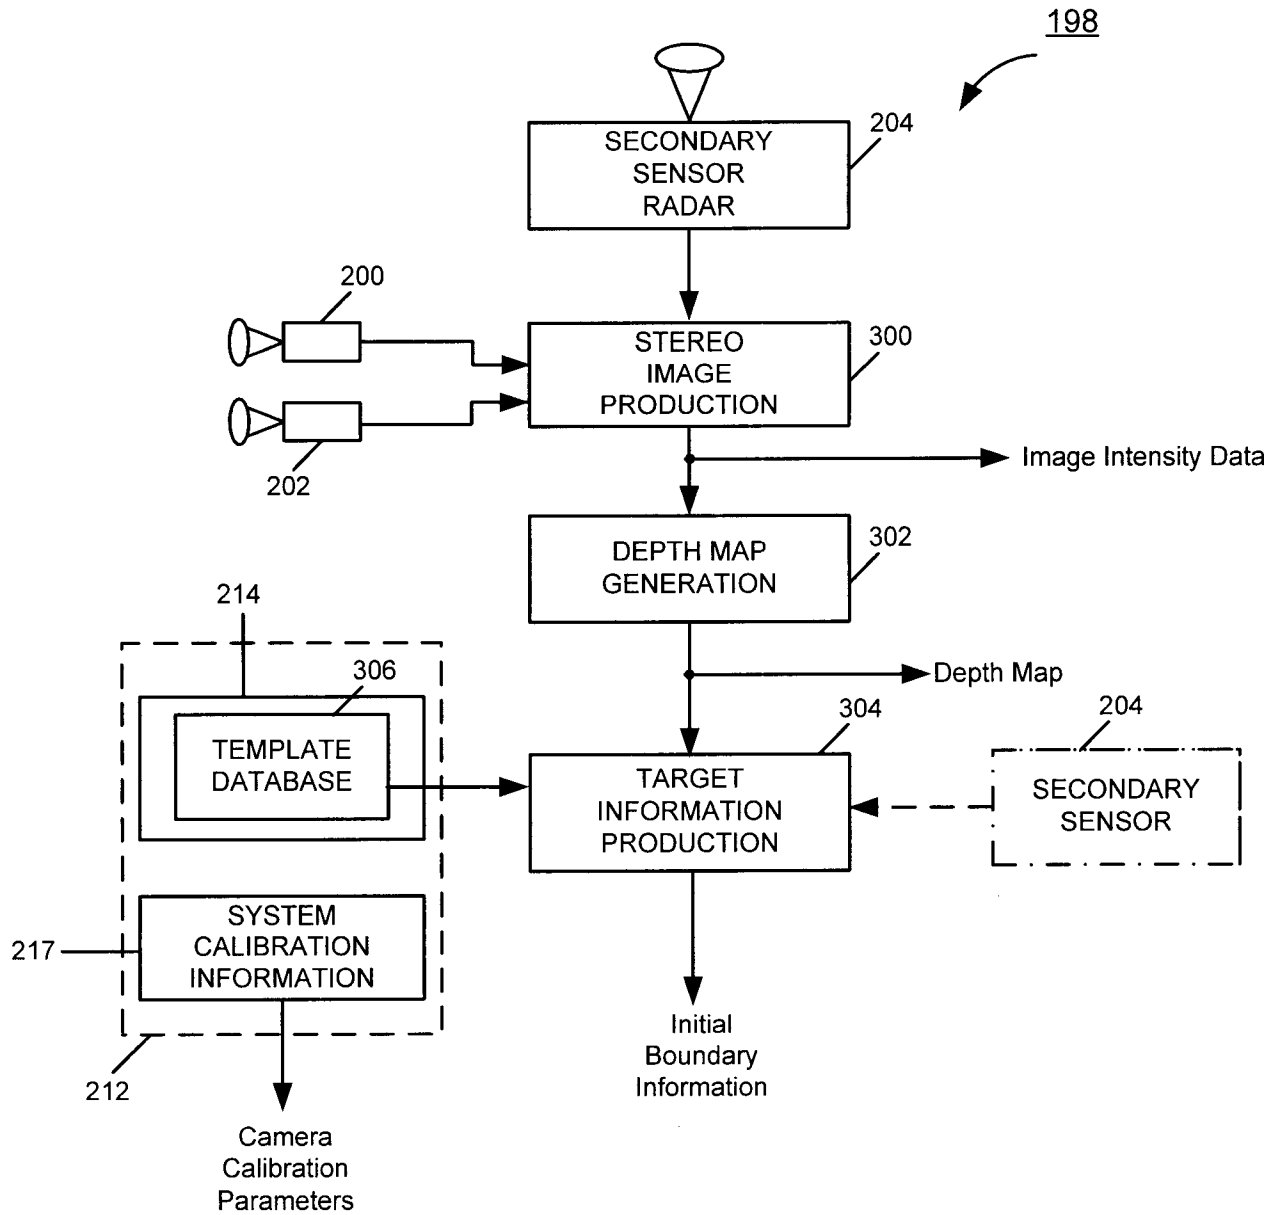 198
204
SECONDARY
SENSOR
RADAR
200
300
STEREO
IMAGE
PRODUCTION
202
Image Intensity Data
302
DEPTH MAP
GENERATION
214
306
Depth Map
304
204
TEMPLATE
DATABASE
TARGET
INFORMATION
PRODUCTION
SECONDARY
SENSOR
217
SYSTEM
CALIBRATION
INFORMATION
212
Initial
Boundary
Information
Camera
Calibration
Parameters